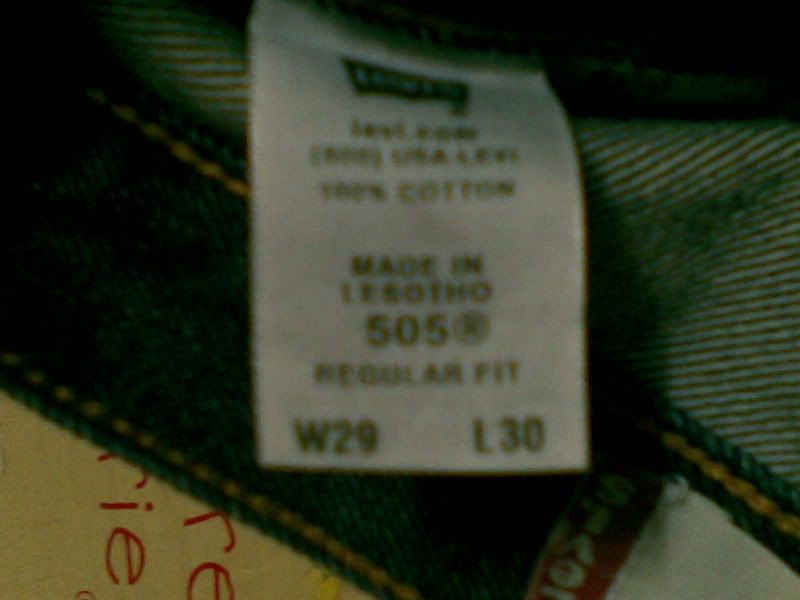 levi.com
(800) USA-LEVI
100% COTTON
MADE IN
LESOTHO
505®
REGULAR FIT
W29 L30